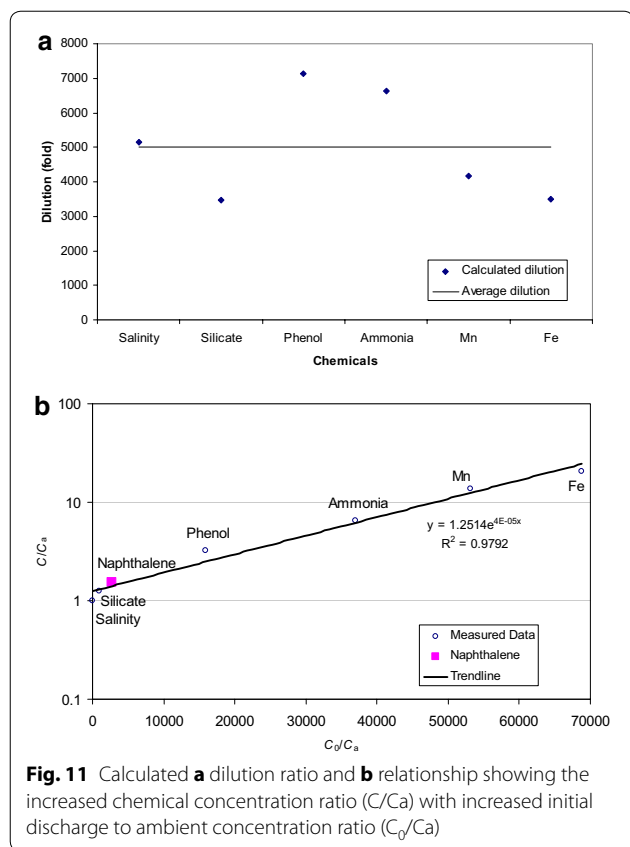 a
8000
7000
6000
5000
4000
3000
2000
1000
0
Dilution (fold)
Calculated dilution
Average dilution
Salinity Silicate Phenol Ammonia Mn Fe
Chemicals
b
100
10
1
0.1
C/Ca
Naphthalene
Silicate
Salinity
Phenol
Ammonia
Mn
Fe
y = 1.2514e^4E-05x
R² = 0.9792
Measured Data
Naphthalene
Trendline
0 10000 20000 30000 40000 50000 60000 70000
C0/Ca
Fig. 11 Calculated a dilution ratio and b relationship showing the
increased chemical concentration ratio (C/Ca) with increased initial
discharge to ambient concentration ratio (C0/Ca)